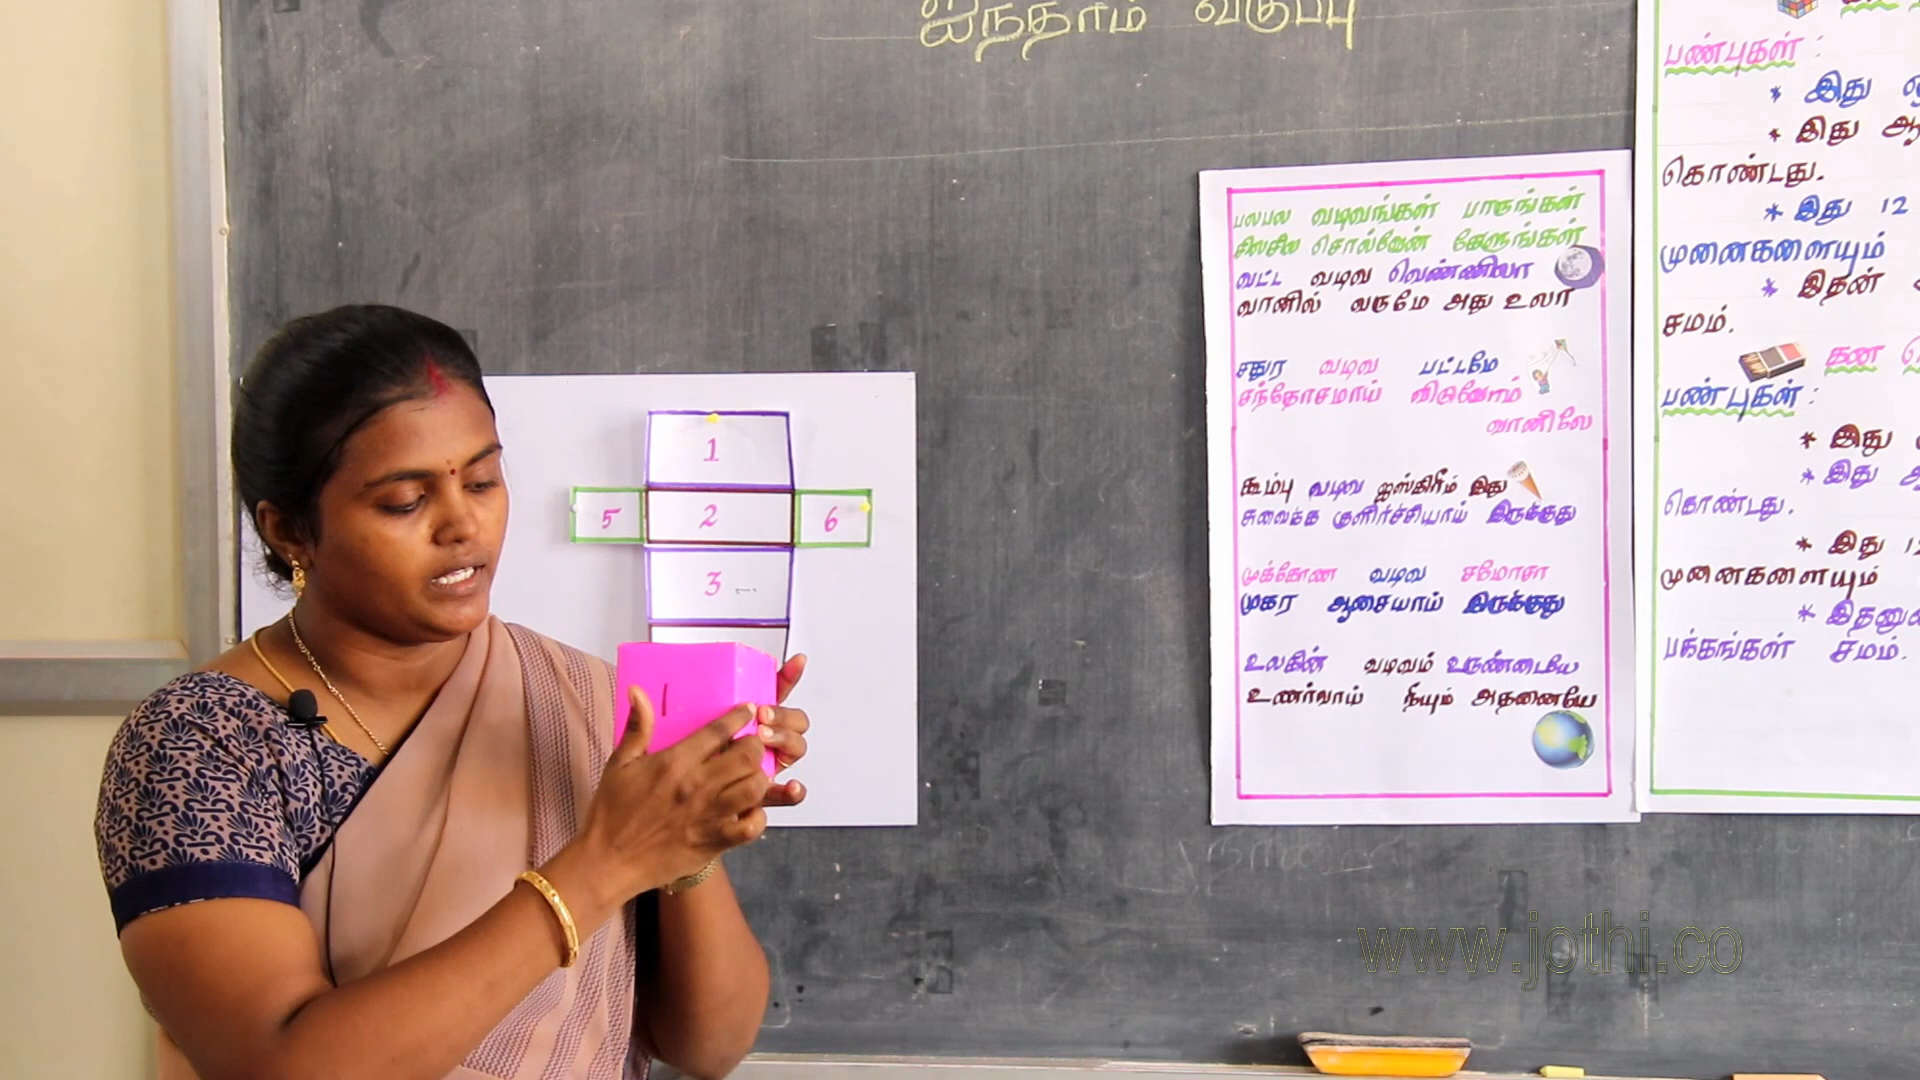 ஐந்தாம் வகுப்பு
1
5 2 6
3
1
பலபல வடிவங்கள் பாருங்கள்
சிலசில சொல்வேன் கேளுங்கள்
வட்ட வடிவ வெண்ணிலா
வானில் வருமே அது உலா
சதுர வடிவ பட்டமே
சந்தோசமாய் விடுவோம்
வானிலே
கூம்பு வடிவ ஐஸ்கிரீம் இது
சுவைக்க குளிர்ச்சியாய் இருக்குது
முக்கோண வடிவ சமோசா
முகர ஆசையாய் இருக்குது
உலகின் வடிவம் உருண்டையே
உணர்வாய் நீயும் அதனையே
பண்புகள் :
* இது
* இது
கொண்டது.
* இது 12
முனைகளையும்
* இதன்
சமம்.
கன
பண்புகள் :
* இது
* இது
கொண்டது.
* இது
முனைகளையும்
பக்கங்கள் சமம்.
www.jothi.co